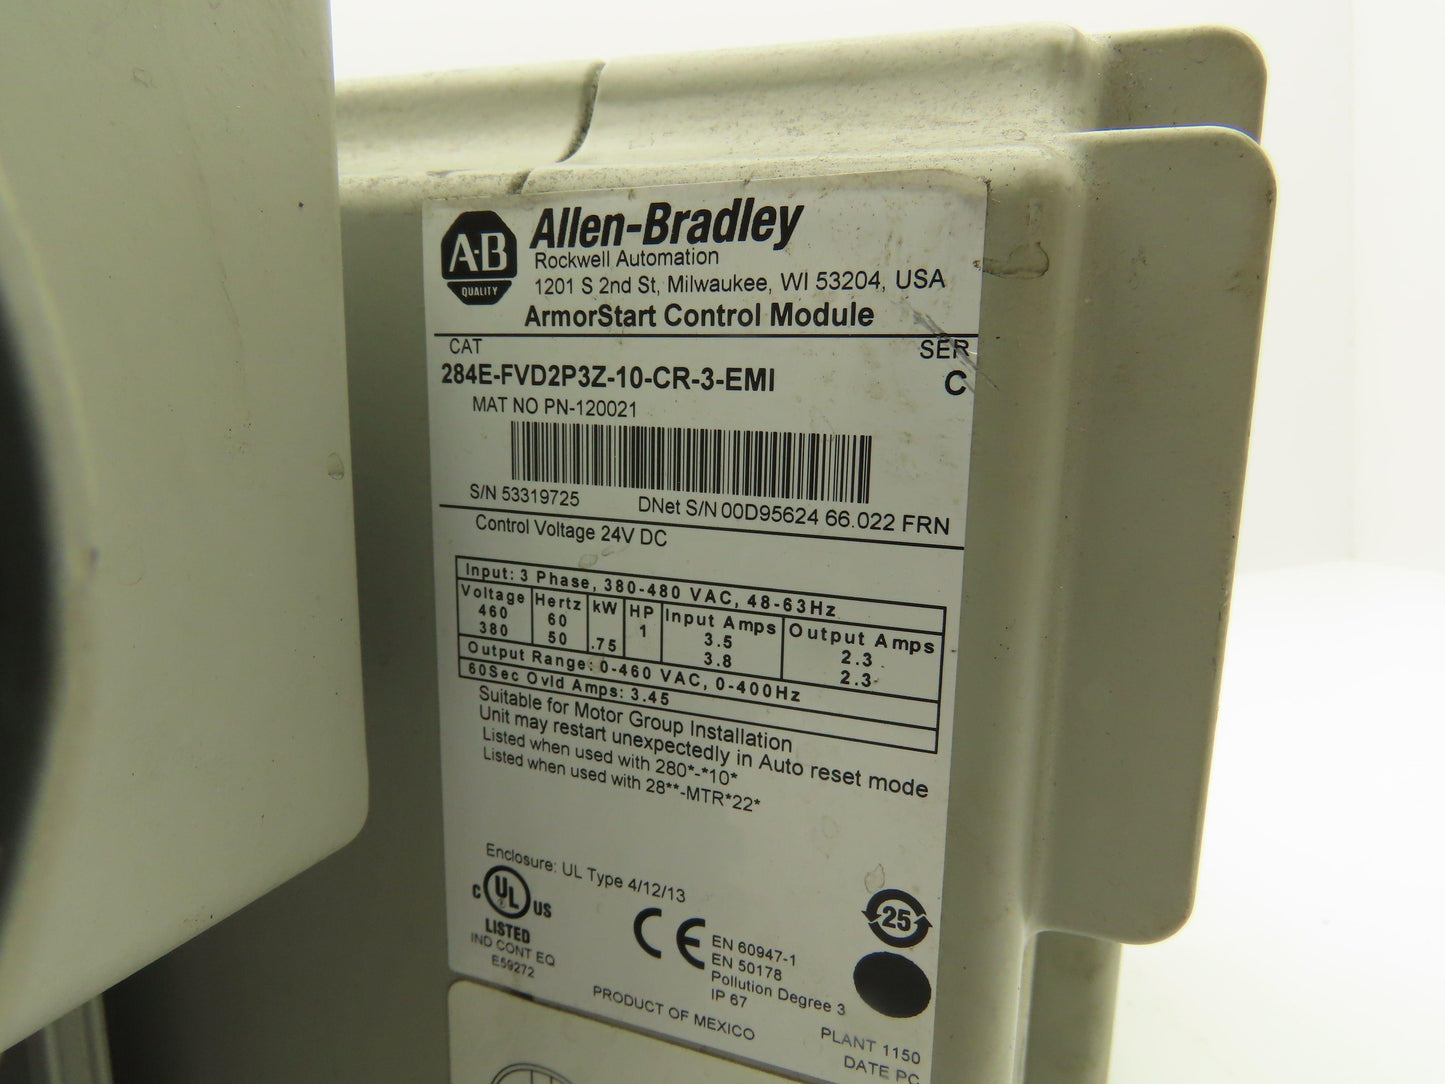 A-B
QUALITY
Allen-Bradley
Rockwell Automation
1201 S 2nd St, Milwaukee, WI 53204, USA
ArmorStart Control Module
CAT SER
284E-FVD2P3Z-10-CR-3-EMI C
MAT NO PN-120021
S/N 53319725 DNet S/N 00D95624 66.022 FRN
Control Voltage 24V DC
Input: 3 Phase, 380-480 VAC, 48-63Hz
Voltage Hertz kW HP Input Amps Output Amps
460 60 1 3.5 2.3
380 50 .75 3.8 2.3
Output Range: 0-460 VAC, 0-400Hz
60Sec Ovld Amps: 3.45
Suitable for Motor Group Installation
Unit may restart unexpectedly in Auto reset mode
Listed when used with 280*-*10*
Listed when used with 28**-MTR*22*
Enclosure: UL Type 4/12/13
C UL US
LISTED
IND CONT EQ
E59272
CE
EN 60947-1
EN 50178
Pollution Degree 3
IP 67
25
PRODUCT OF MEXICO
PLANT 1150
DATE PC